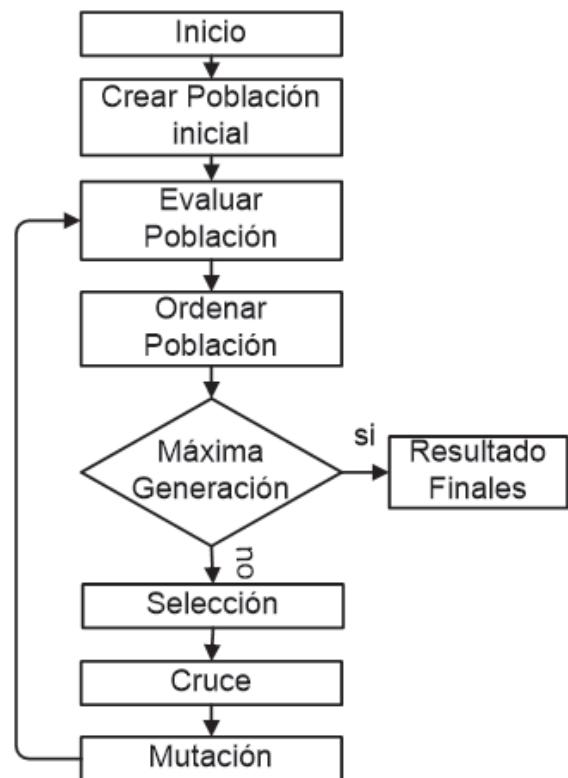 Inicio
Crear Población
inicial
Evaluar
Población
Ordenar
Población
Máxima
Generación
si
Resultado
Finales
no
Selección
Cruce
Mutación